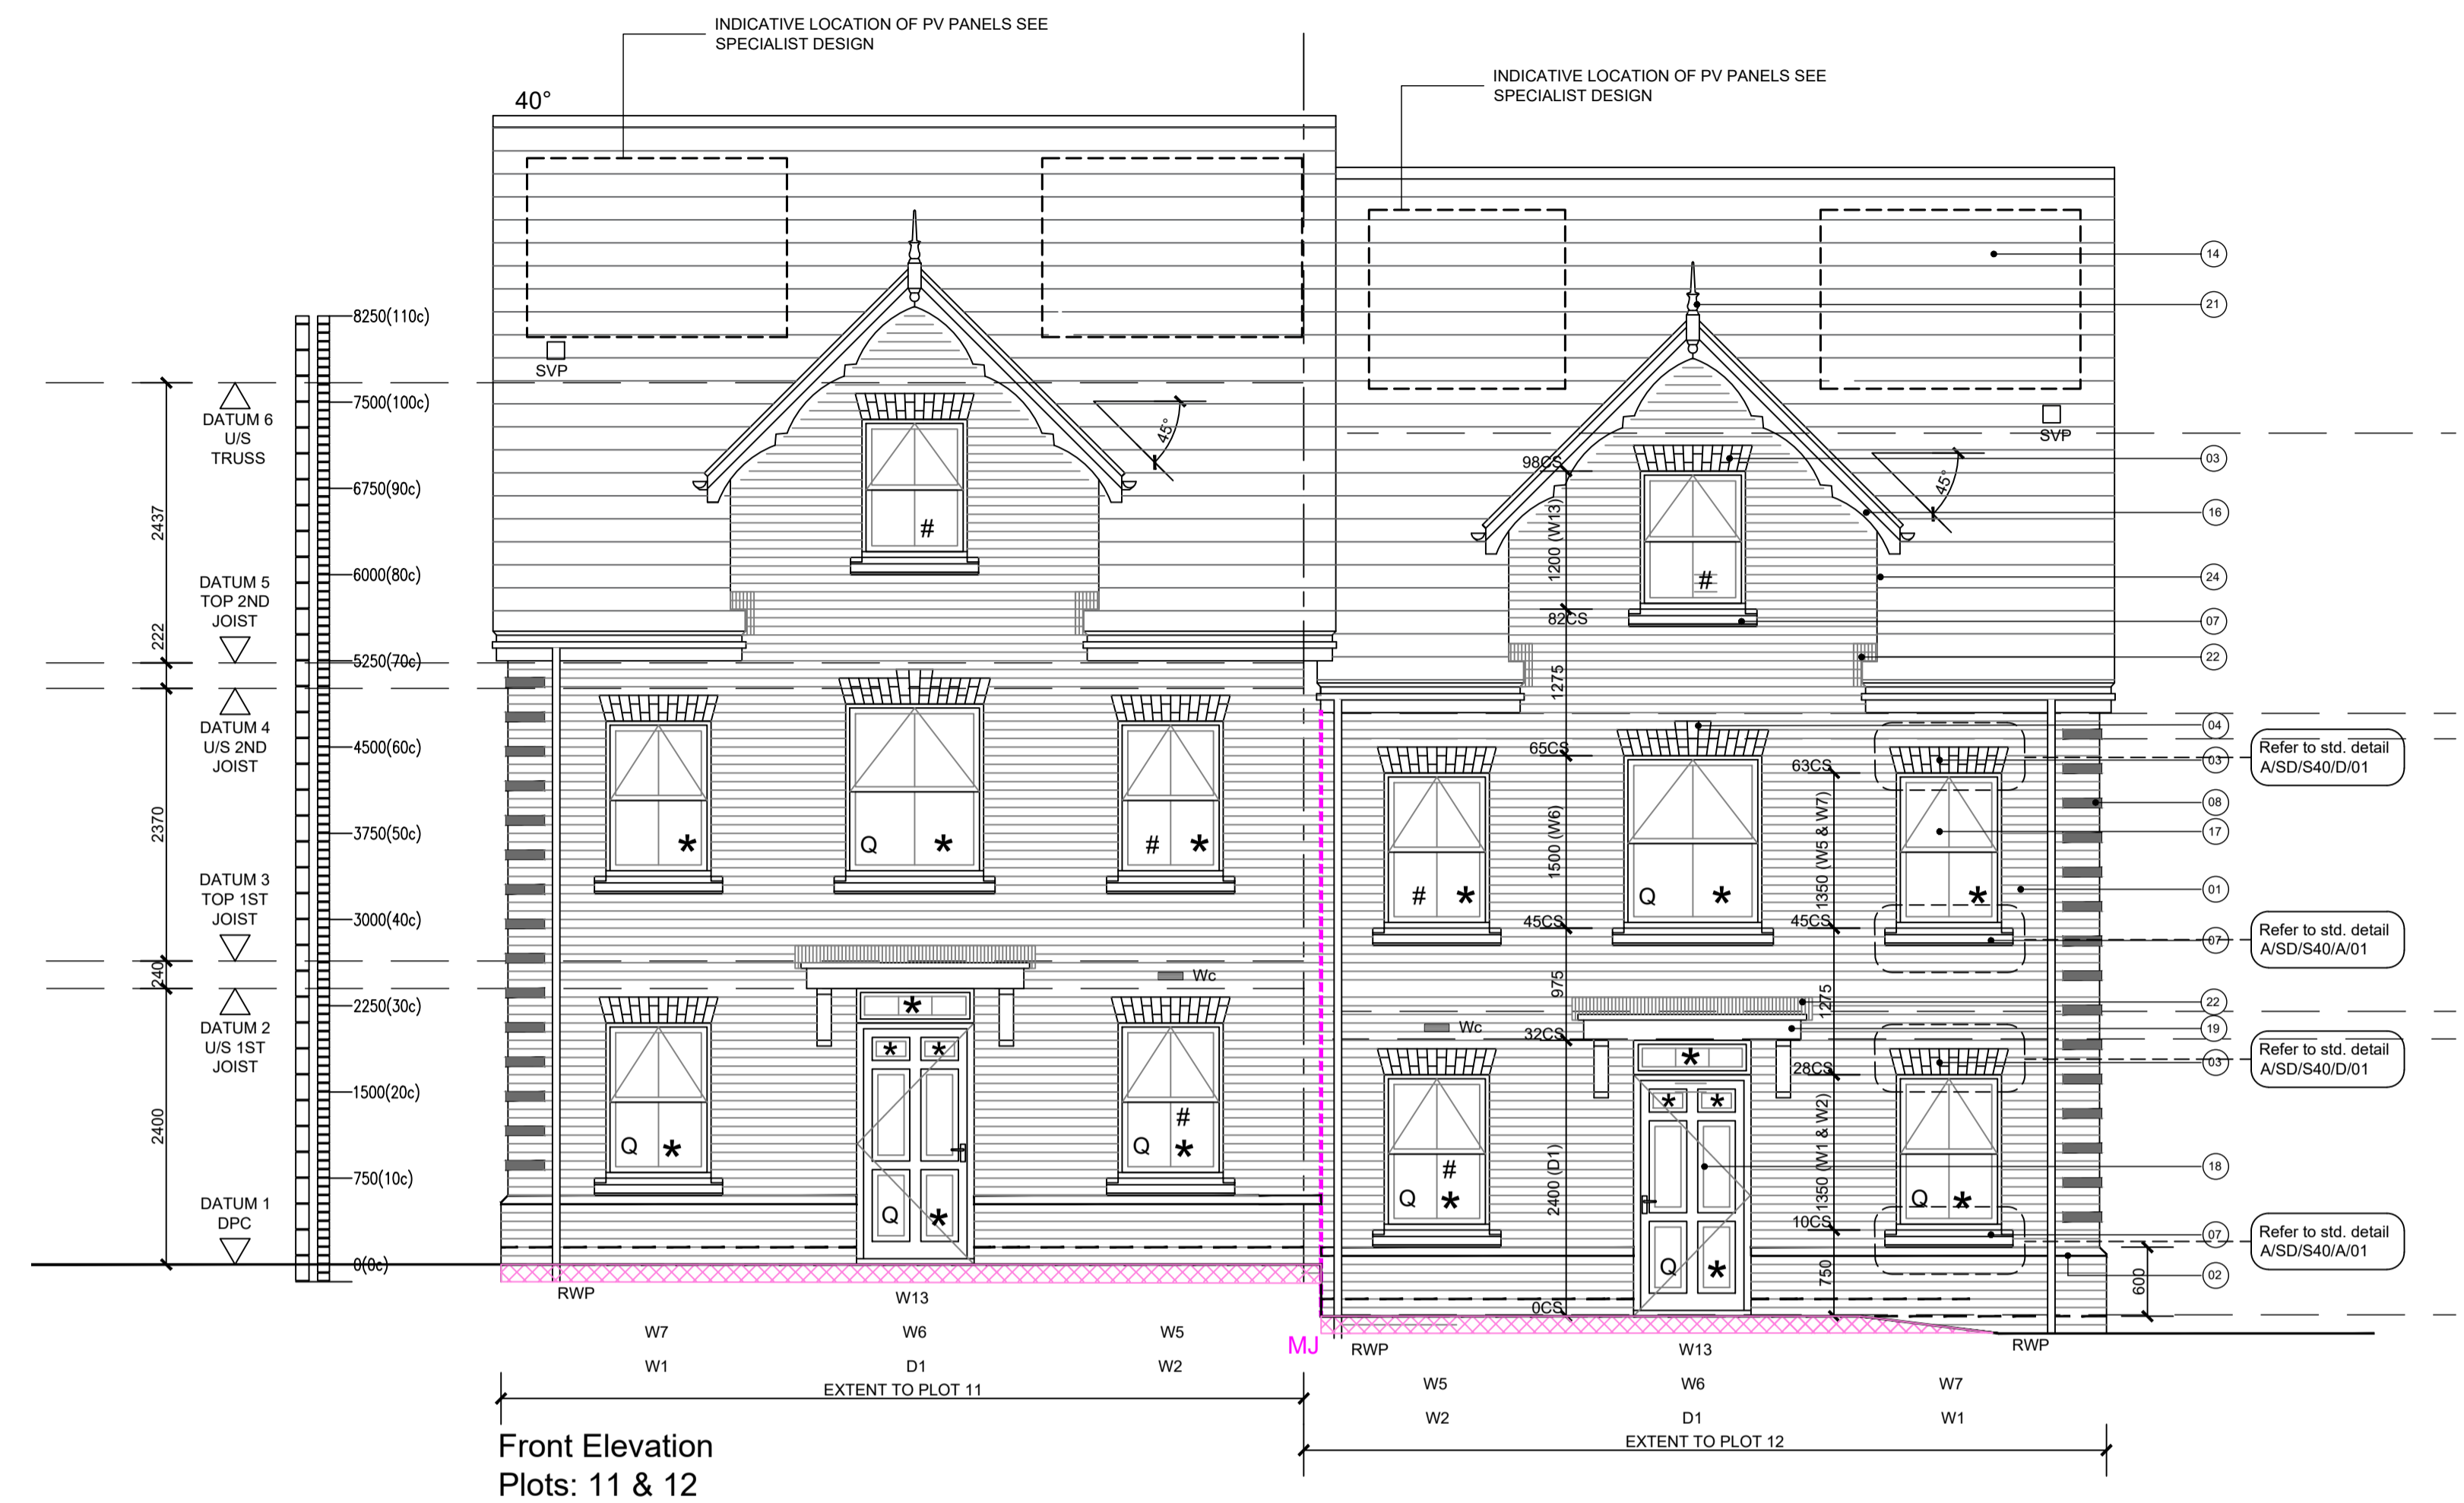 INDICATIVE LOCATION OF PV PANELS SEE
SPECIALIST DESIGN
INDICATIVE LOCATION OF PV PANELS SEE
SPECIALIST DESIGN
40°
14
21
8250(110c)
SVP
SVP
7500(100c)
DATUM 6
U/S
TRUSS
45°
45°
98CS
03
6750(90c)
16
2437
#
1200 (W13)
6000(80c)
#
24
DATUM 5
TOP 2ND
JOIST
82CS
07
222
5250(70c)
22
1275
DATUM 4
U/S 2ND
JOIST
4500(60c)
65CS
04
63CS
03
Refer to std. detail
A/SD/S40/D/01
08
2370
3750(50c)
17
*
Q *
# *
1500 (W6)
1350 (W5 & W7)
DATUM 3
TOP 1ST
JOIST
# *
Q *
*
01
3000(40c)
45CS
45CS
07
Refer to std. detail
A/SD/S40/A/01
240
Wc
975
1275
2250(30c)
*
22
DATUM 2
U/S 1ST
JOIST
Wc
32CS
19
* *
*
28CS
03
Refer to std. detail
A/SD/S40/D/01
1500(20c)
* *
2400
Q *
#
Q *
2400 (D1)
1350 (W1 & W2)
18
750(10c)
#
Q *
Q *
DATUM 1
DPC
Q *
10CS
07
Refer to std. detail
A/SD/S40/A/01
0(0c)
Q *
750
600
02
RWP
W13
0CS
W7
W6
W5
MJ
RWP
W13
RWP
W1
D1
W2
W5
W6
W7
EXTENT TO PLOT 11
W2
D1
W1
EXTENT TO PLOT 12
Front Elevation
Plots: 11 & 12